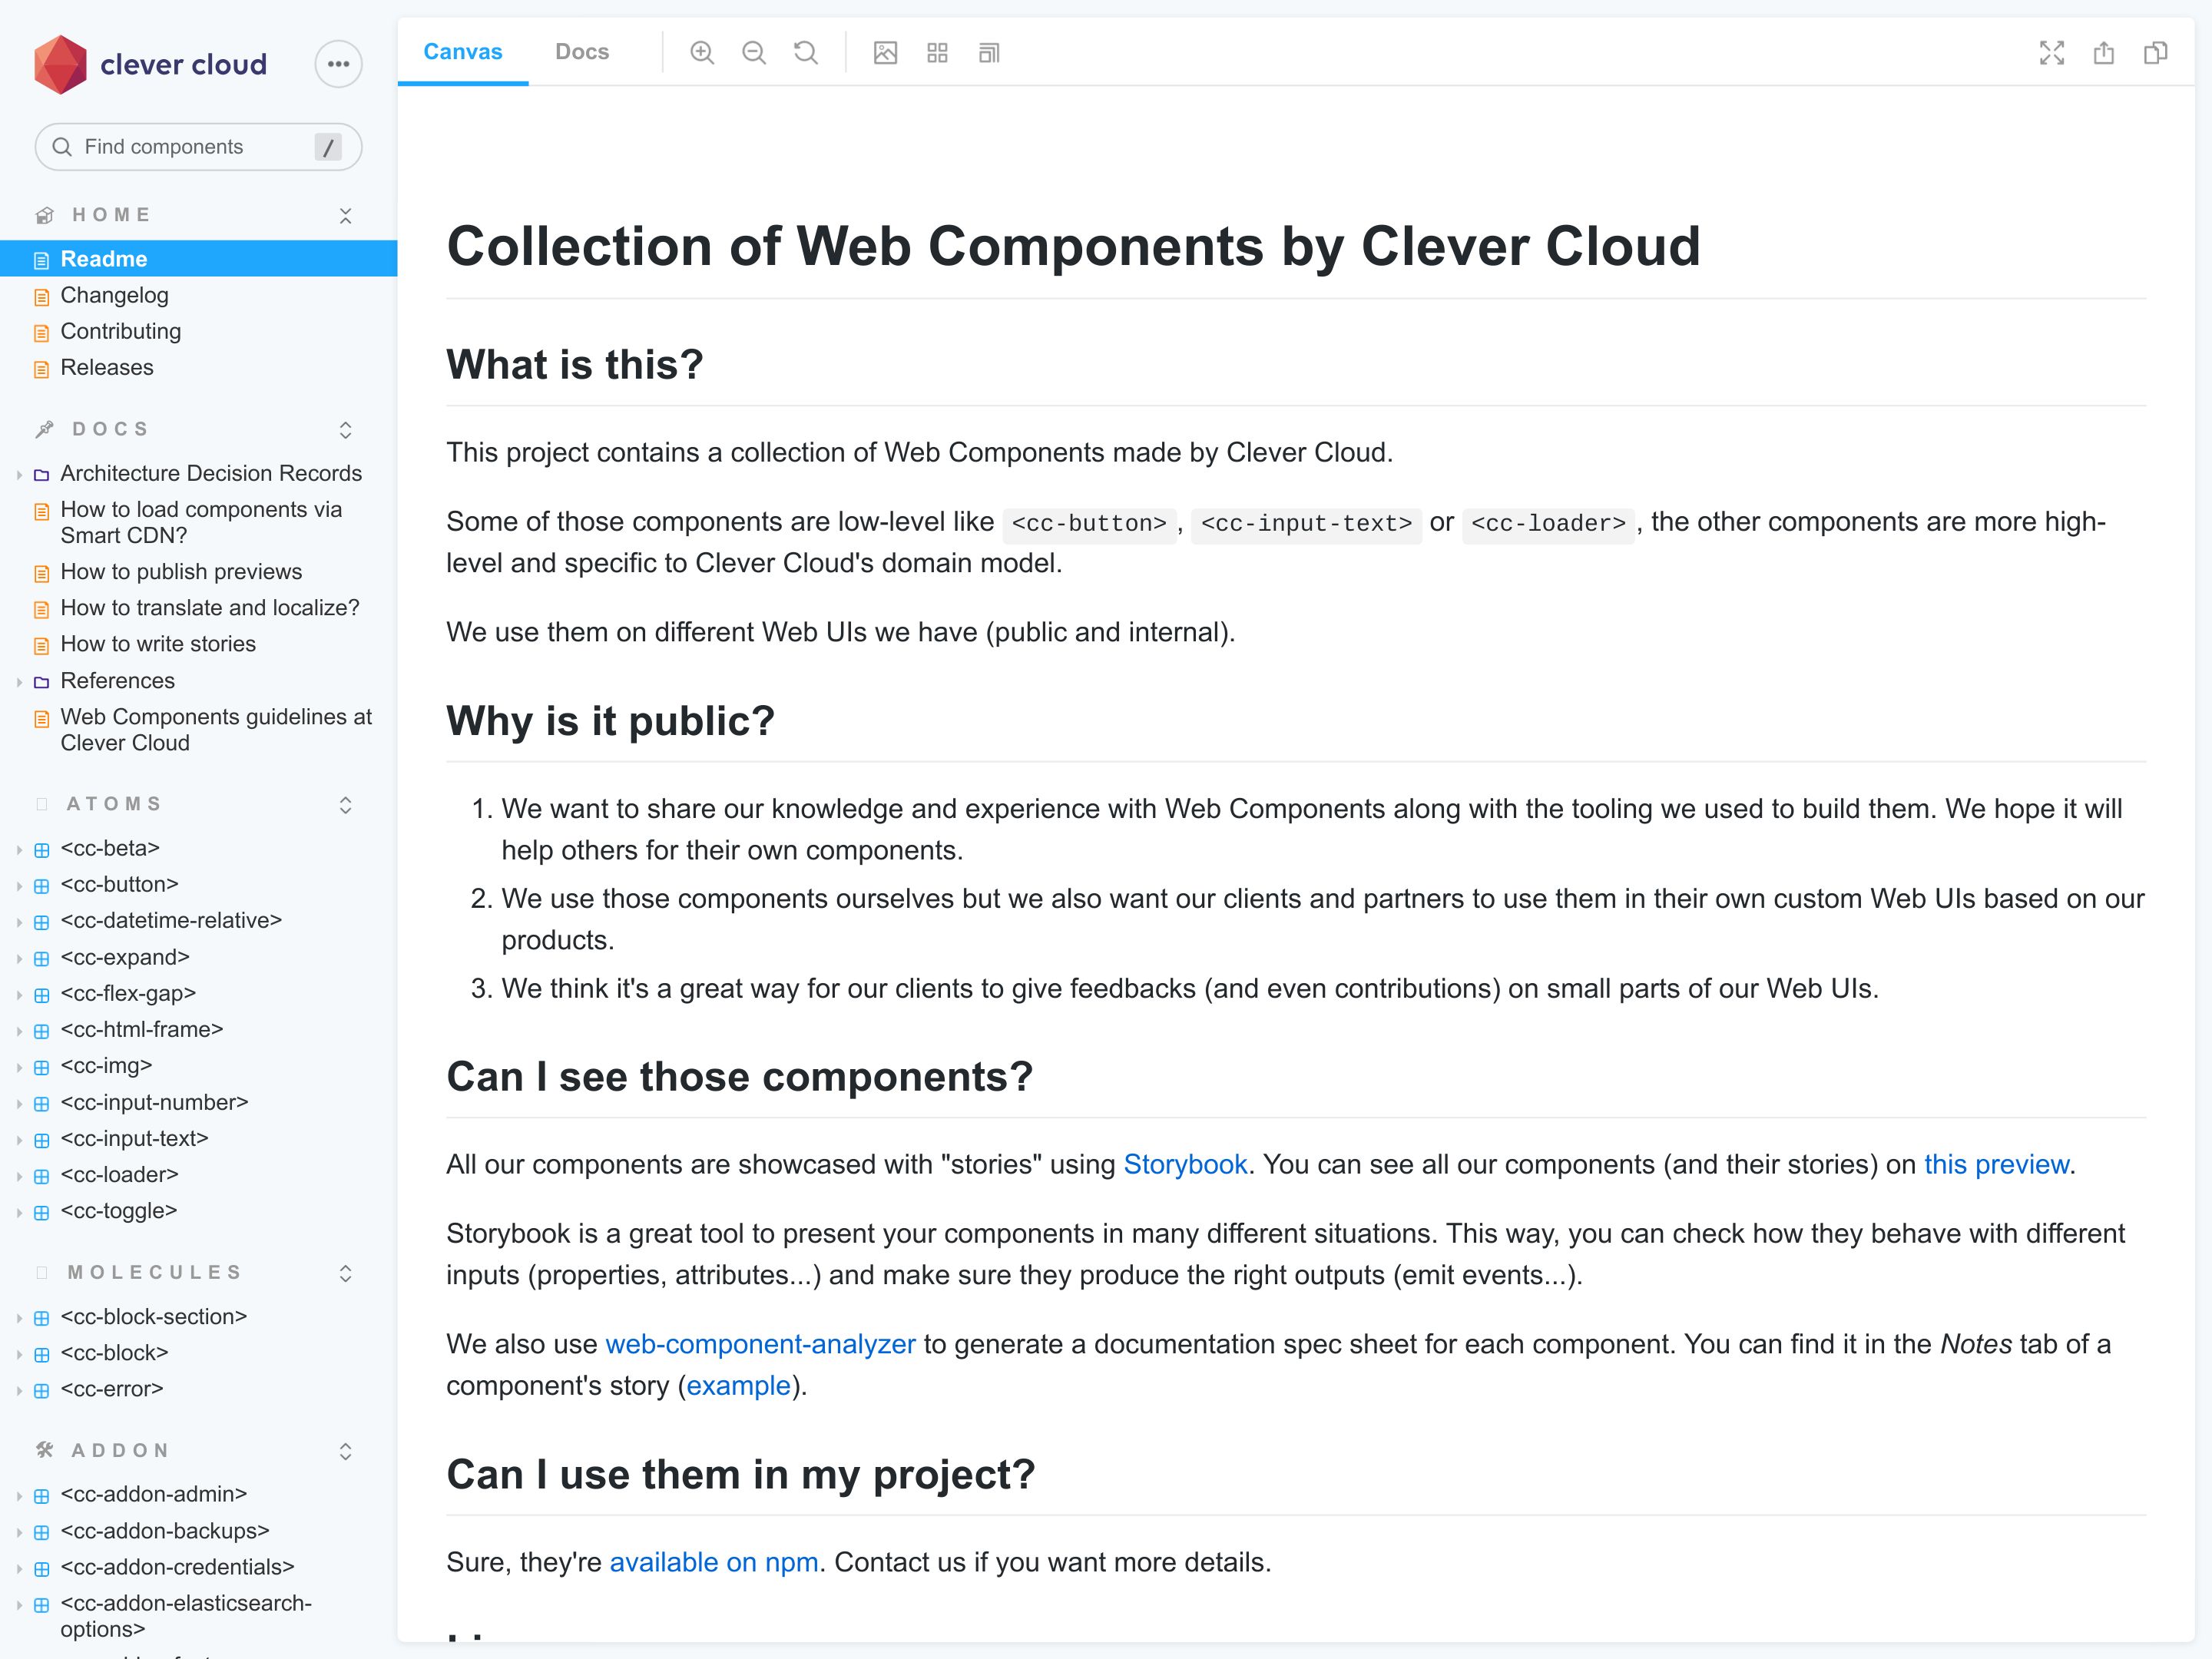 clever cloud
Find components
/
HOME
Readme
Changelog
Contributing
Releases
DOCS
Architecture Decision Records
How to load components via
Smart CDN?
How to publish previews
How to translate and localize?
How to write stories
References
Web Components guidelines at
Clever Cloud
ATOMS
<cc-beta>
<cc-button>
<cc-datetime-relative>
<cc-expand>
<cc-flex-gap>
<cc-html-frame>
<cc-img>
<cc-input-number>
<cc-input-text>
<cc-loader>
<cc-toggle>
MOLECULES
<cc-block-section>
<cc-block>
<cc-error>
ADDON
<cc-addon-admin>
<cc-addon-backups>
<cc-addon-credentials>
<cc-addon-elasticsearch-
options>
Canvas
Docs
Collection of Web Components by Clever Cloud
What is this?
This project contains a collection of Web Components made by Clever Cloud.
Some of those components are low-level like <cc-button>, <cc-input-text> or <cc-loader>, the other components are more high-
level and specific to Clever Cloud's domain model.
We use them on different Web UIs we have (public and internal).
Why is it public?
1. We want to share our knowledge and experience with Web Components along with the tooling we used to build them. We hope it will
help others for their own components.
2. We use those components ourselves but we also want our clients and partners to use them in their own custom Web UIs based on our
products.
3. We think it's a great way for our clients to give feedbacks (and even contributions) on small parts of our Web UIs.
Can I see those components?
All our components are showcased with "stories" using Storybook. You can see all our components (and their stories) on this preview.
Storybook is a great tool to present your components in many different situations. This way, you can check how they behave with different
inputs (properties, attributes...) and make sure they produce the right outputs (emit events...).
We also use web-component-analyzer to generate a documentation spec sheet for each component. You can find it in the Notes tab of a
component's story (example).
Can I use them in my project?
Sure, they're available on npm. Contact us if you want more details.